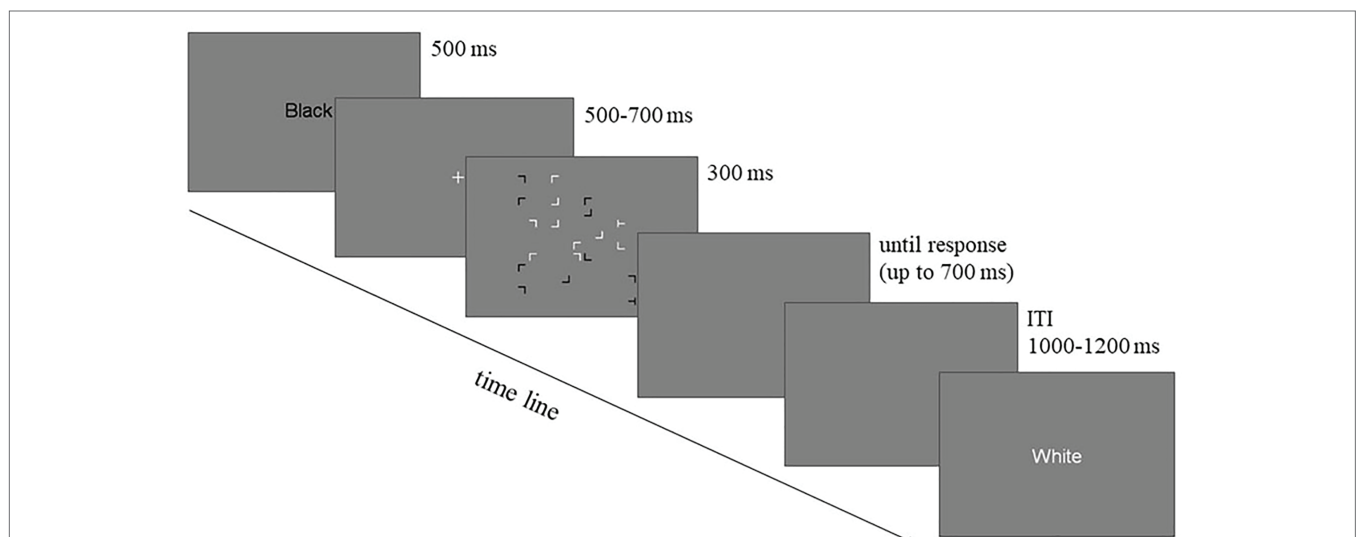 500 ms
Black
500-700 ms
300 ms
until response
(up to 700 ms)
ITI
1000-1200 ms
time line
White